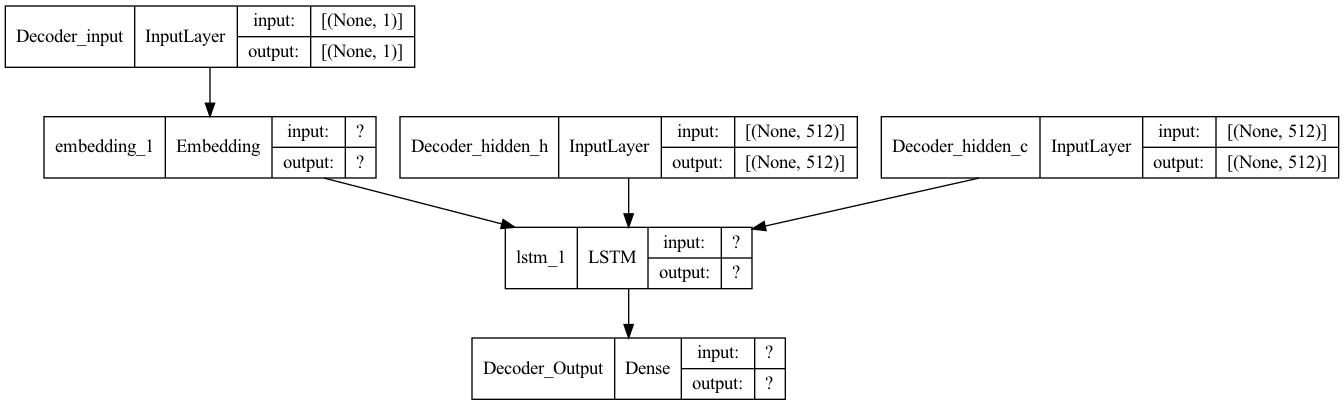 Decoder_input InputLayer input: [(None, 1)]
output: [(None, 1)]
embedding_1 Embedding input: ?
output: ?
Decoder_hidden_h InputLayer input: [(None, 512)]
output: [(None, 512)]
Decoder_hidden_c InputLayer input: [(None, 512)]
output: [(None, 512)]
lstm_1 LSTM input: ?
output: ?
Decoder_Output Dense input: ?
output: ?